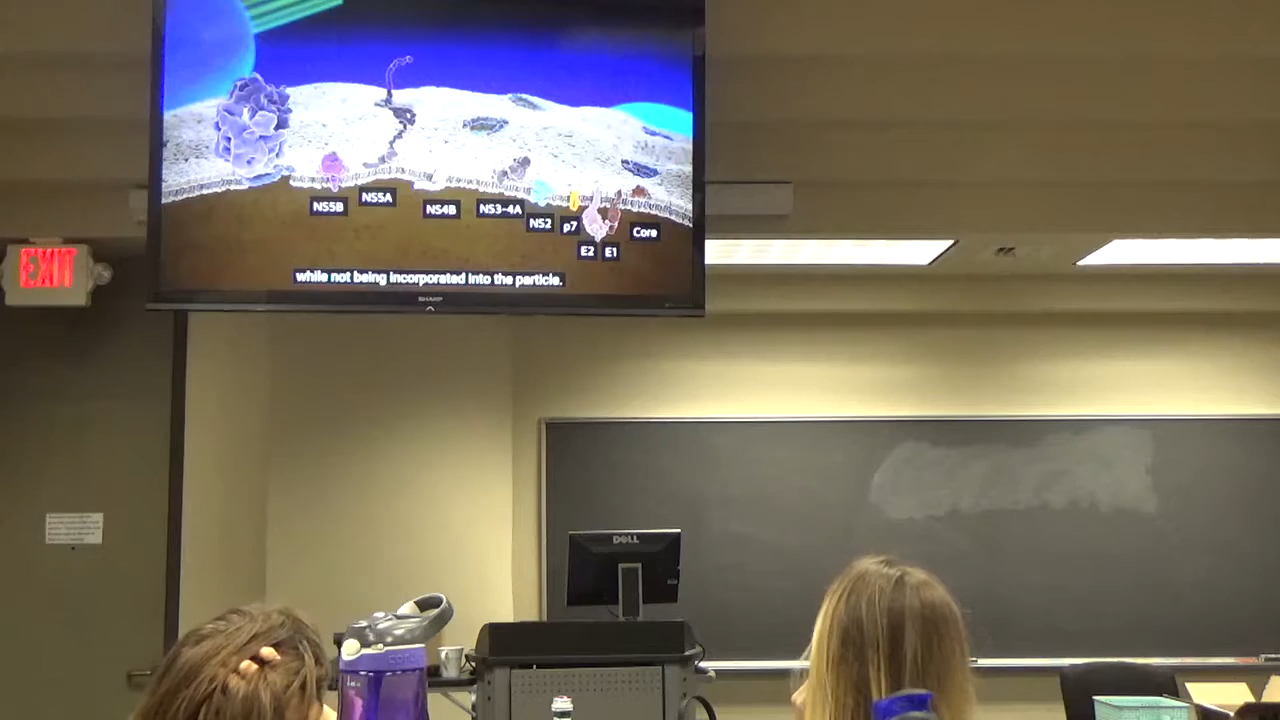 NS5B
NS5A
NS4B
NS3-4A
NS2
p7
E2
E1
Core
while not being incorporated into the particle.
SHARP
EXIT
DELL